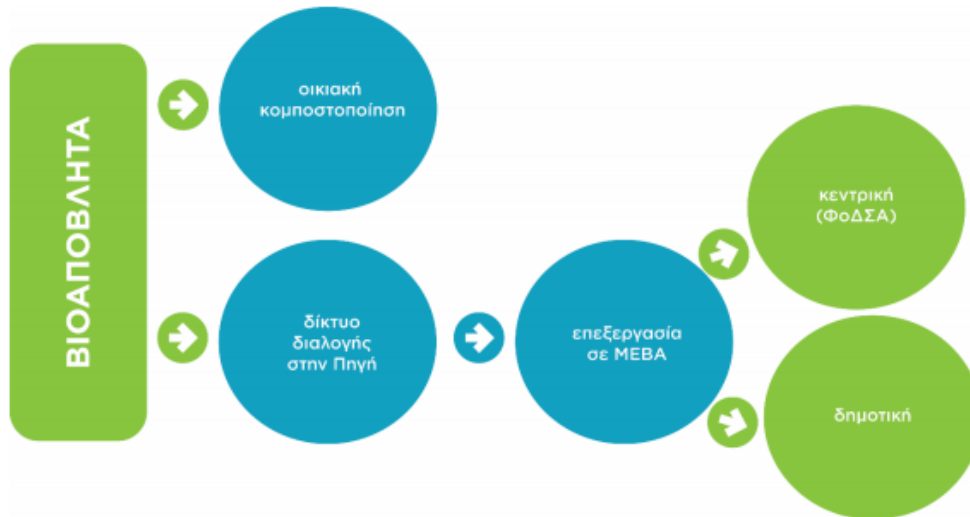 ΒΙΟΑΠΟΒΛΗΤΑ
οικιακή
κομποστοποίηση
δίκτυο
διαλογής
στην Πηγή
επεξεργασία
σε ΜΕΒΑ
κεντρική
(ΦοΔΣΑ)
δημοτική